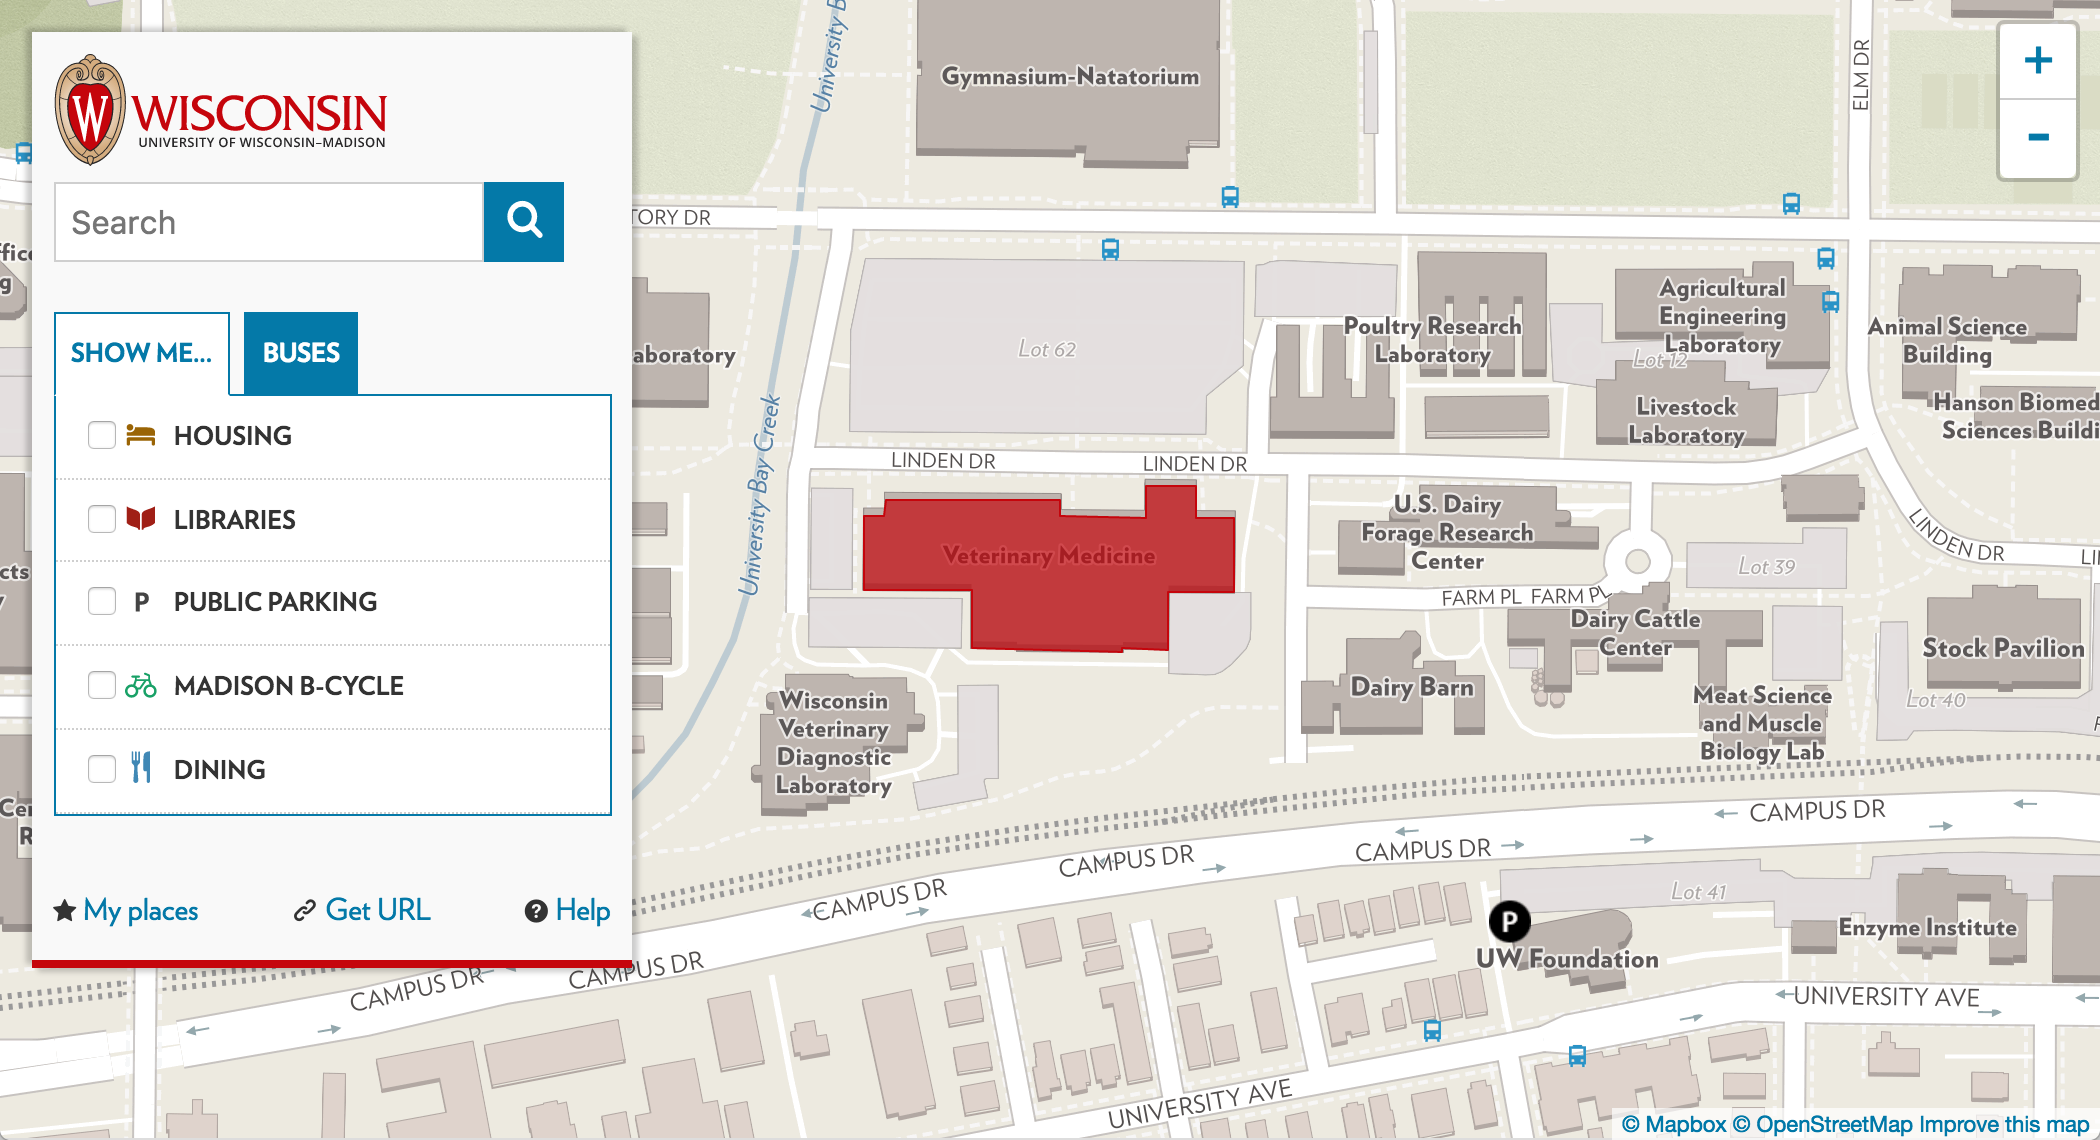 WISCONSIN
UNIVERSITY OF WISCONSIN–MADISON
Search
SHOW ME...
BUSES
HOUSING
LIBRARIES
P PUBLIC PARKING
MADISON B-CYCLE
DINING
My places
Get URL
? Help
+
-
University B
Gymnasium-Natatorium
ELM DR
TORY DR
ffic
g
aboratory
Lot 62
Poultry Research
Laboratory
Agricultural
Engineering
Laboratory
Lot 12
Animal Science
Building
Livestock
Laboratory
Hanson Biomed
Sciences Buildi
University Bay Creek
LINDEN DR
LINDEN DR
Veterinary Medicine
U.S. Dairy
Forage Research
Center
LINDEN DR
LI
Lot 39
cts
FARM PL
FARM PL
Dairy Cattle
Center
Stock Pavilion
Dairy Barn
Lot 40
Wisconsin
Veterinary
Diagnostic
Laboratory
Meat Science
and Muscle
Biology Lab
Cer
R
CAMPUS DR
CAMPUS DR
CAMPUS DR
CAMPUS DR
CAMPUS DR
CAMPUS DR
Lot 41
P
UW Foundation
Enzyme Institute
UNIVERSITY AVE
UNIVERSITY AVE
© Mapbox © OpenStreetMap Improve this map